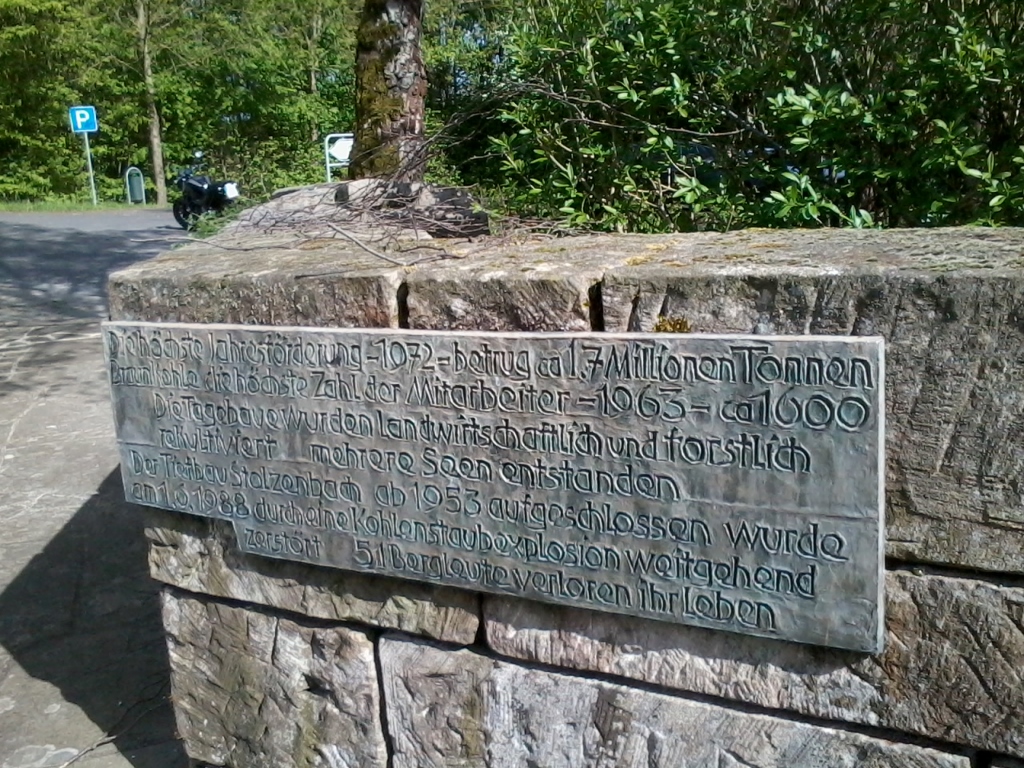 P
Die höchste Jahresförderung – 1972 – betrug ca 1.7 Millionen Tonnen
Braunkohle die höchste Zahl der Mitarbeiter – 1963 – ca 1600
Die Tagebaue wurden landwirtschaftlich und forstlich
rekultiviert mehrere Seen entstanden
Der Tiefbau Stolzenbach ab 1953 aufgeschlossen wurde
am 1.6.1988 durch eine Kohlenstaubexplosion weitgehend
zerstört 51 Bergleute verloren ihr Leben